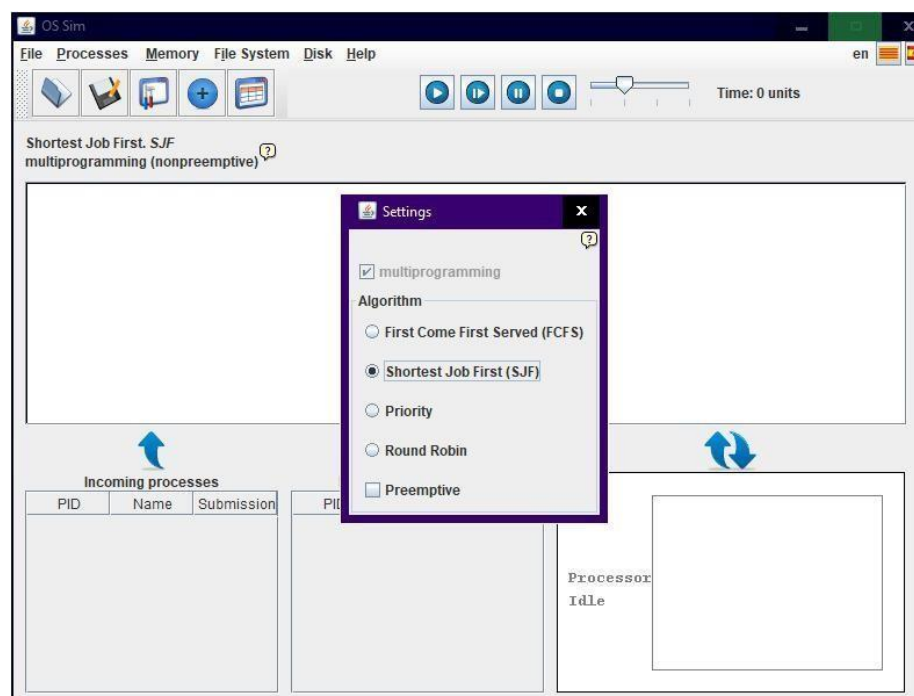 OS Sim
File Processes Memory File System Disk Help
en
Time: 0 units
Shortest Job First. SJF
multiprogramming (nonpreemptive)
?
Settings
x
?
multiprogramming
Algorithm
First Come First Served (FCFS)
Shortest Job First (SJF)
Priority
Round Robin
Preemptive
Incoming processes
PID Name Submission
Processor
Idle